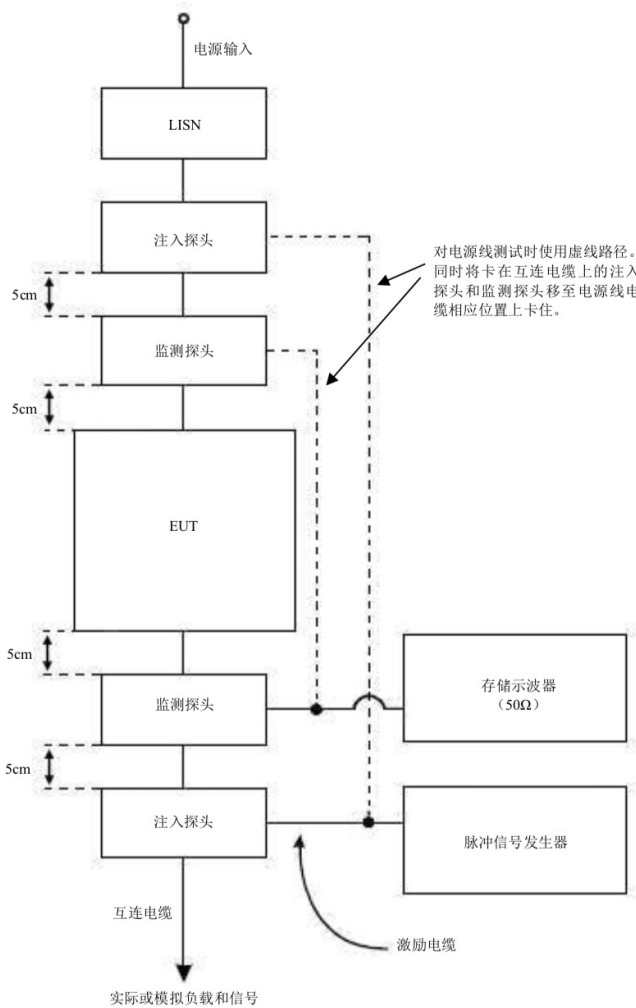 电源输入
LISN
注入探头
对电源线测试时使用虚线路径。
同时将卡在互连电缆上的注入
探头和监测探头移至电源线电
缆相应位置上卡住。
5cm
监测探头
5cm
EUT
5cm
监测探头
存储示波器
（50Ω）
5cm
注入探头
脉冲信号发生器
互连电缆
激励电缆
实际或模拟负载和信号